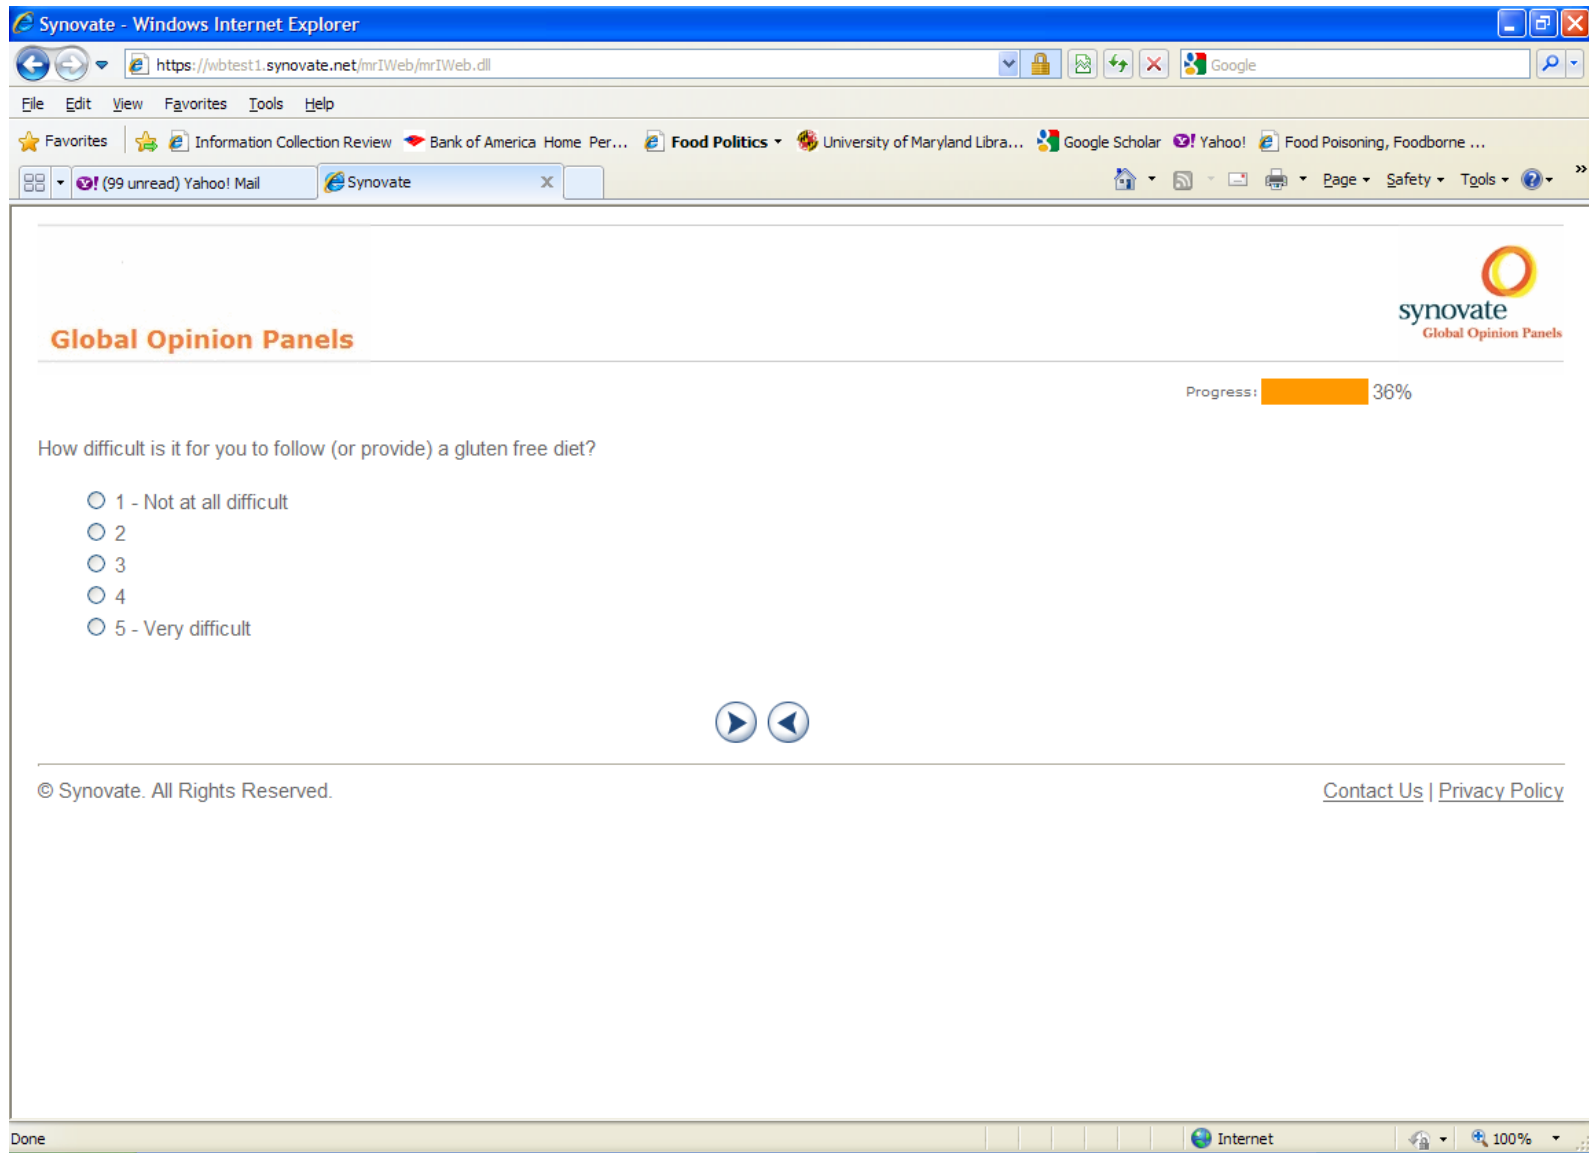 Synovate - Windows Internet Explorer
https://wbtest1.synovate.net/mrIWeb/mrIWeb.dll
Google
File Edit View Favorites Tools Help
Favorites Information Collection Review Bank of America Home Per... Food Politics University of Maryland Libra... Google Scholar Yahoo! Food Poisoning, Foodborne ...
(99 unread) Yahoo! Mail Synovate Page Safety Tools
synovate
Global Opinion Panels
Global Opinion Panels
Progress: 36%
How difficult is it for you to follow (or provide) a gluten free diet?
1 - Not at all difficult
2
3
4
5 - Very difficult
© Synovate. All Rights Reserved. Contact Us | Privacy Policy
Done Internet 100%